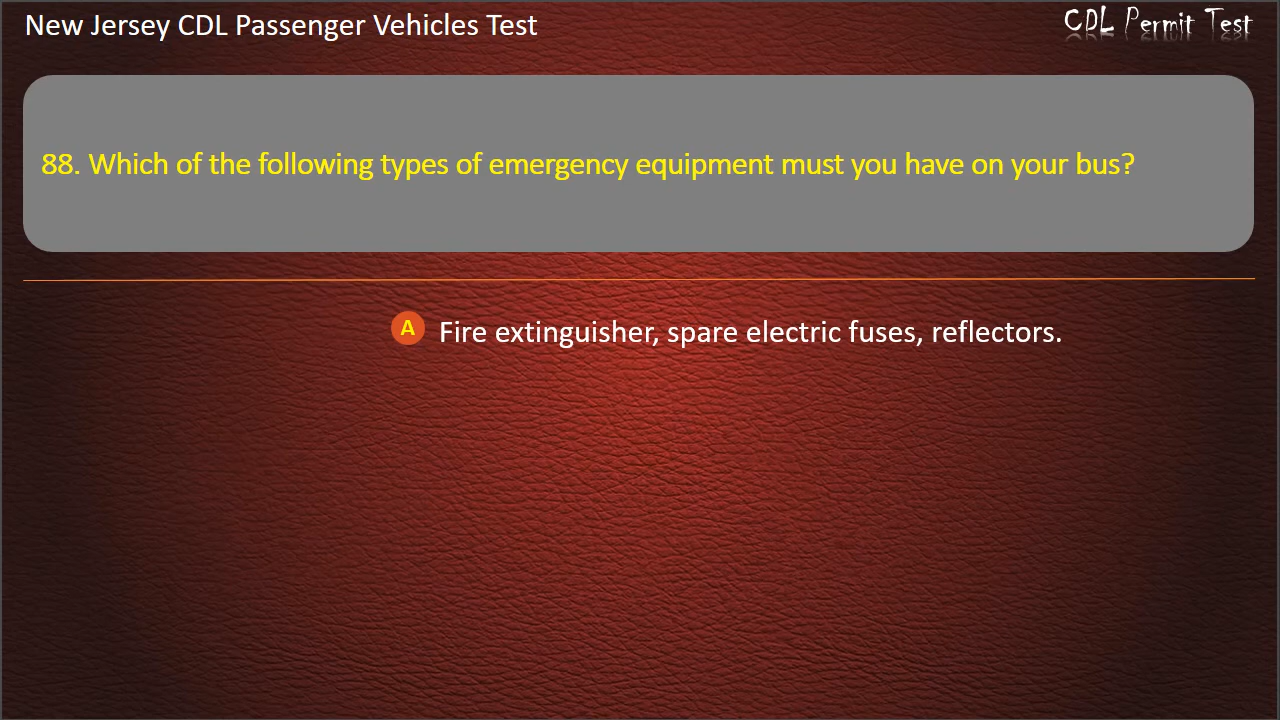 New Jersey CDL Passenger Vehicles Test
CDL Permit Test
88. Which of the following types of emergency equipment must you have on your bus?
A Fire extinguisher, spare electric fuses, reflectors.